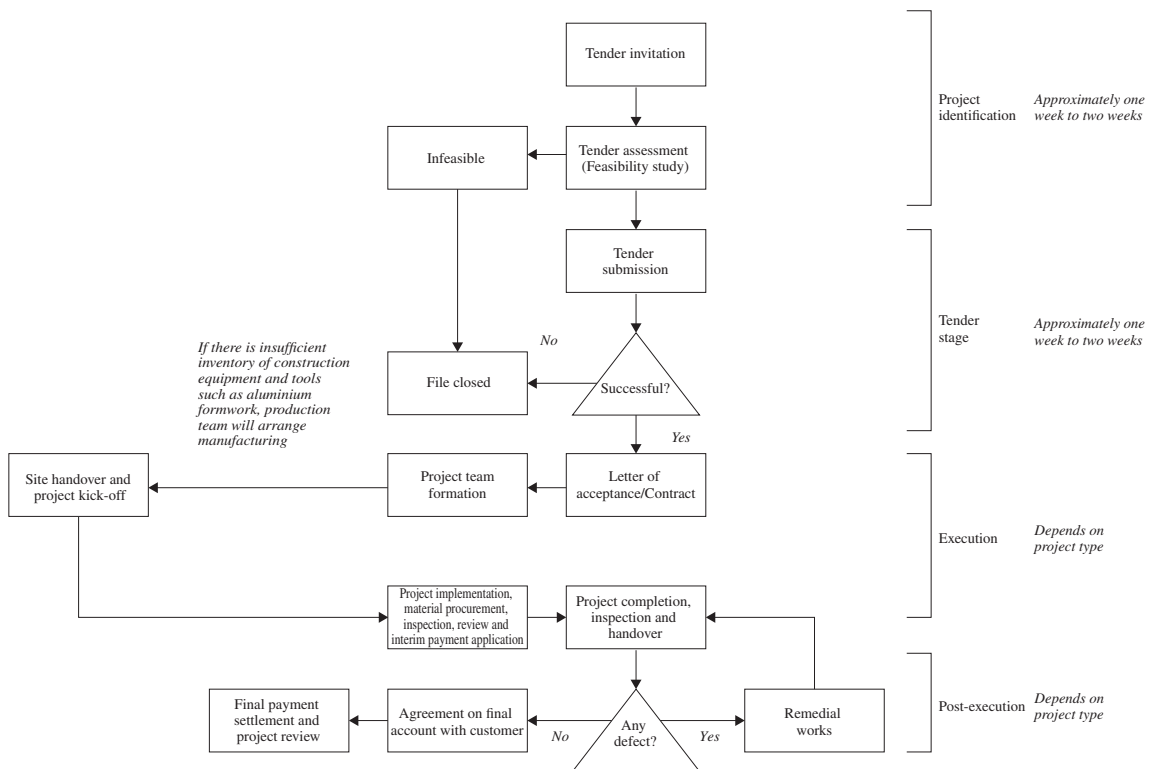 Tender invitation
Project
identification
Approximately one
week to two weeks
Infeasible
Tender assessment
(Feasibility study)
Tender
submission
Tender
stage
Approximately one
week to two weeks
No
If there is insufficient
inventory of construction
equipment and tools
such as aluminium
formwork, production
team will arrange
manufacturing
File closed
Successful?
Yes
Site handover and
project kick-off
Project team
formation
Letter of
acceptance/Contract
Execution
Depends on
project type
Project implementation,
material procurement,
inspection, review and
interim payment application
Project completion,
inspection and
handover
Final payment
settlement and
project review
Agreement on final
account with customer
No
Any
defect?
Yes
Remedial
works
Post-execution
Depends on
project type